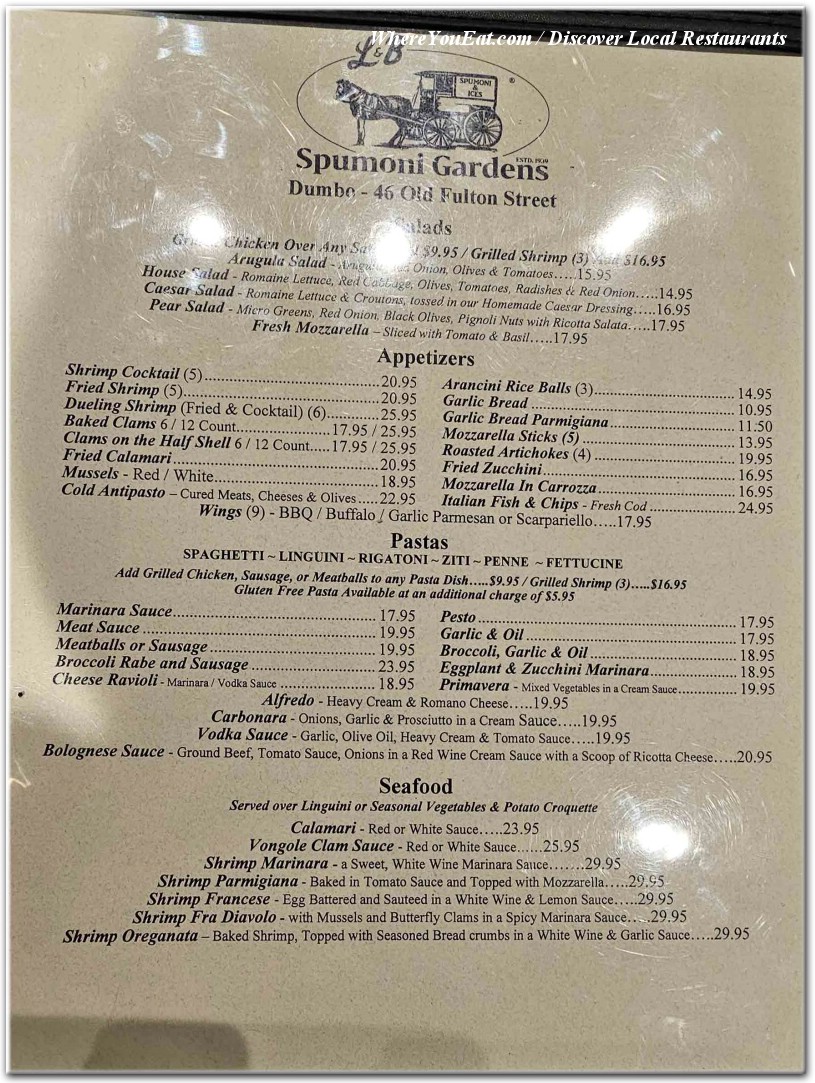 WhereYouEat.com / Discover Local Restaurants
L&B
SPUMONI & ICES
®
Spumoni Gardens
ESTD. 1939
Dumbo - 46 Old Fulton Street
Salads
Chicken Over Any $9.95 / Grilled Shrimp (3) $16.95
Arugula Salad - Onion, Olives & Tomatoes.....15.95
House Salad - Romaine Lettuce, Red Cabbage, Olives, Tomatoes, Radishes & Red Onion.....14.95
Caesar Salad - Romaine Lettuce & Croutons, tossed in our Homemade Caesar Dressing.....16.95
Pear Salad - Micro Greens, Red Onion, Black Olives, Pignoli Nuts with Ricotta Salata.....17.95
Fresh Mozzarella – Sliced with Tomato & Basil.....17.95
Appetizers
Shrimp Cocktail (5)..........20.95
Fried Shrimp (5)..........20.95
Dueling Shrimp (Fried & Cocktail) (6)..........25.95
Baked Clams 6 / 12 Count..........17.95 / 25.95
Clams on the Half Shell 6 / 12 Count.....17.95 / 25.95
Fried Calamari..........20.95
Mussels - Red / White..........18.95
Cold Antipasto – Cured Meats, Cheeses & Olives.....22.95
Arancini Rice Balls (3)..........14.95
Garlic Bread ..........10.95
Garlic Bread Parmigiana..........11.50
Mozzarella Sticks (5) ..........13.95
Roasted Artichokes (4) ..........19.95
Fried Zucchini..........16.95
Mozzarella In Carrozza..........16.95
Italian Fish & Chips - Fresh Cod ..........24.95
Wings (9) - BBQ / Buffalo / Garlic Parmesan or Scarpariello.....17.95
Pastas
SPAGHETTI ~ LINGUINI ~ RIGATONI ~ ZITI ~ PENNE ~ FETTUCINE
Add Grilled Chicken, Sausage, or Meatballs to any Pasta Dish.....$9.95 / Grilled Shrimp (3).....$16.95
Gluten Free Pasta Available at an additional charge of $5.95
Marinara Sauce..........17.95
Meat Sauce ..........19.95
Meatballs or Sausage..........19.95
Broccoli Rabe and Sausage ..........23.95
Cheese Ravioli - Marinara / Vodka Sauce ..........18.95
Pesto..........17.95
Garlic & Oil..........17.95
Broccoli, Garlic & Oil..........18.95
Eggplant & Zucchini Marinara..........18.95
Primavera - Mixed Vegetables in a Cream Sauce..........19.95
Alfredo - Heavy Cream & Romano Cheese.....19.95
Carbonara - Onions, Garlic & Prosciutto in a Cream Sauce.....19.95
Vodka Sauce - Garlic, Olive Oil, Heavy Cream & Tomato Sauce.....19.95
Bolognese Sauce - Ground Beef, Tomato Sauce, Onions in a Red Wine Cream Sauce with a Scoop of Ricotta Cheese.....20.95
Seafood
Served over Linguini or Seasonal Vegetables & Potato Croquette
Calamari - Red or White Sauce.....23.95
Vongole Clam Sauce - Red or White Sauce......25.95
Shrimp Marinara - a Sweet, White Wine Marinara Sauce.......29.95
Shrimp Parmigiana - Baked in Tomato Sauce and Topped with Mozzarella.....29.95
Shrimp Francese - Egg Battered and Sauteed in a White Wine & Lemon Sauce.....29.95
Shrimp Fra Diavolo - with Mussels and Butterfly Clams in a Spicy Marinara Sauce.....29.95
Shrimp Oreganata – Baked Shrimp, Topped with Seasoned Bread crumbs in a White Wine & Garlic Sauce.....29.95